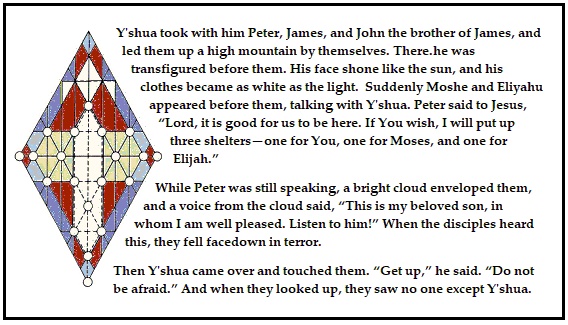 Y'shua took with him Peter, James, and John the brother of James, and
led them up a high mountain by themselves. There.he was
transfigured before them. His face shone like the sun, and his
clothes became as white as the light. Suddenly Moshe and Eliyahu
appeared before them, talking with Y'shua. Peter said to Jesus,
“Lord, it is good for us to be here. If You wish, I will put up
three shelters—one for You, one for Moses, and one for
Elijah.”
While Peter was still speaking, a bright cloud enveloped them,
and a voice from the cloud said, “This is my beloved son, in
whom I am well pleased. Listen to him!” When the disciples heard
this, they fell facedown in terror.
Then Y'shua came over and touched them. “Get up,” he said. “Do not
be afraid.” And when they looked up, they saw no one except Y'shua.